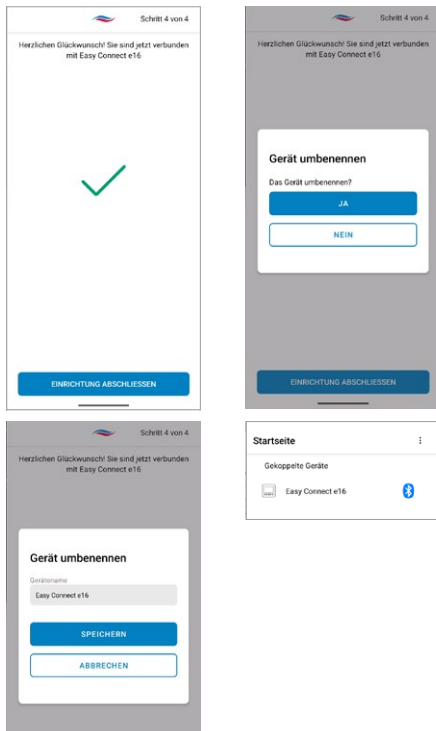 Schritt 4 von 4
Herzlichen Glückwunsch! Sie sind jetzt verbunden
mit Easy Connect e16
EINRICHTUNG ABSCHLIESSEN
Schritt 4 von 4
Herzlichen Glückwunsch! Sie sind jetzt verbunden
mit Easy Connect e16
Gerät umbenennen
Das Gerät umbenennen?
JA
NEIN
EINRICHTUNG ABSCHLIESSEN
Schritt 4 von 4
Herzlichen Glückwunsch! Sie sind jetzt verbunden
mit Easy Connect e16
Gerät umbenennen
Gerätename
Easy Connect e16
SPEICHERN
ABBRECHEN
Startseite
Gekoppelte Geräte
Easy Connect e16